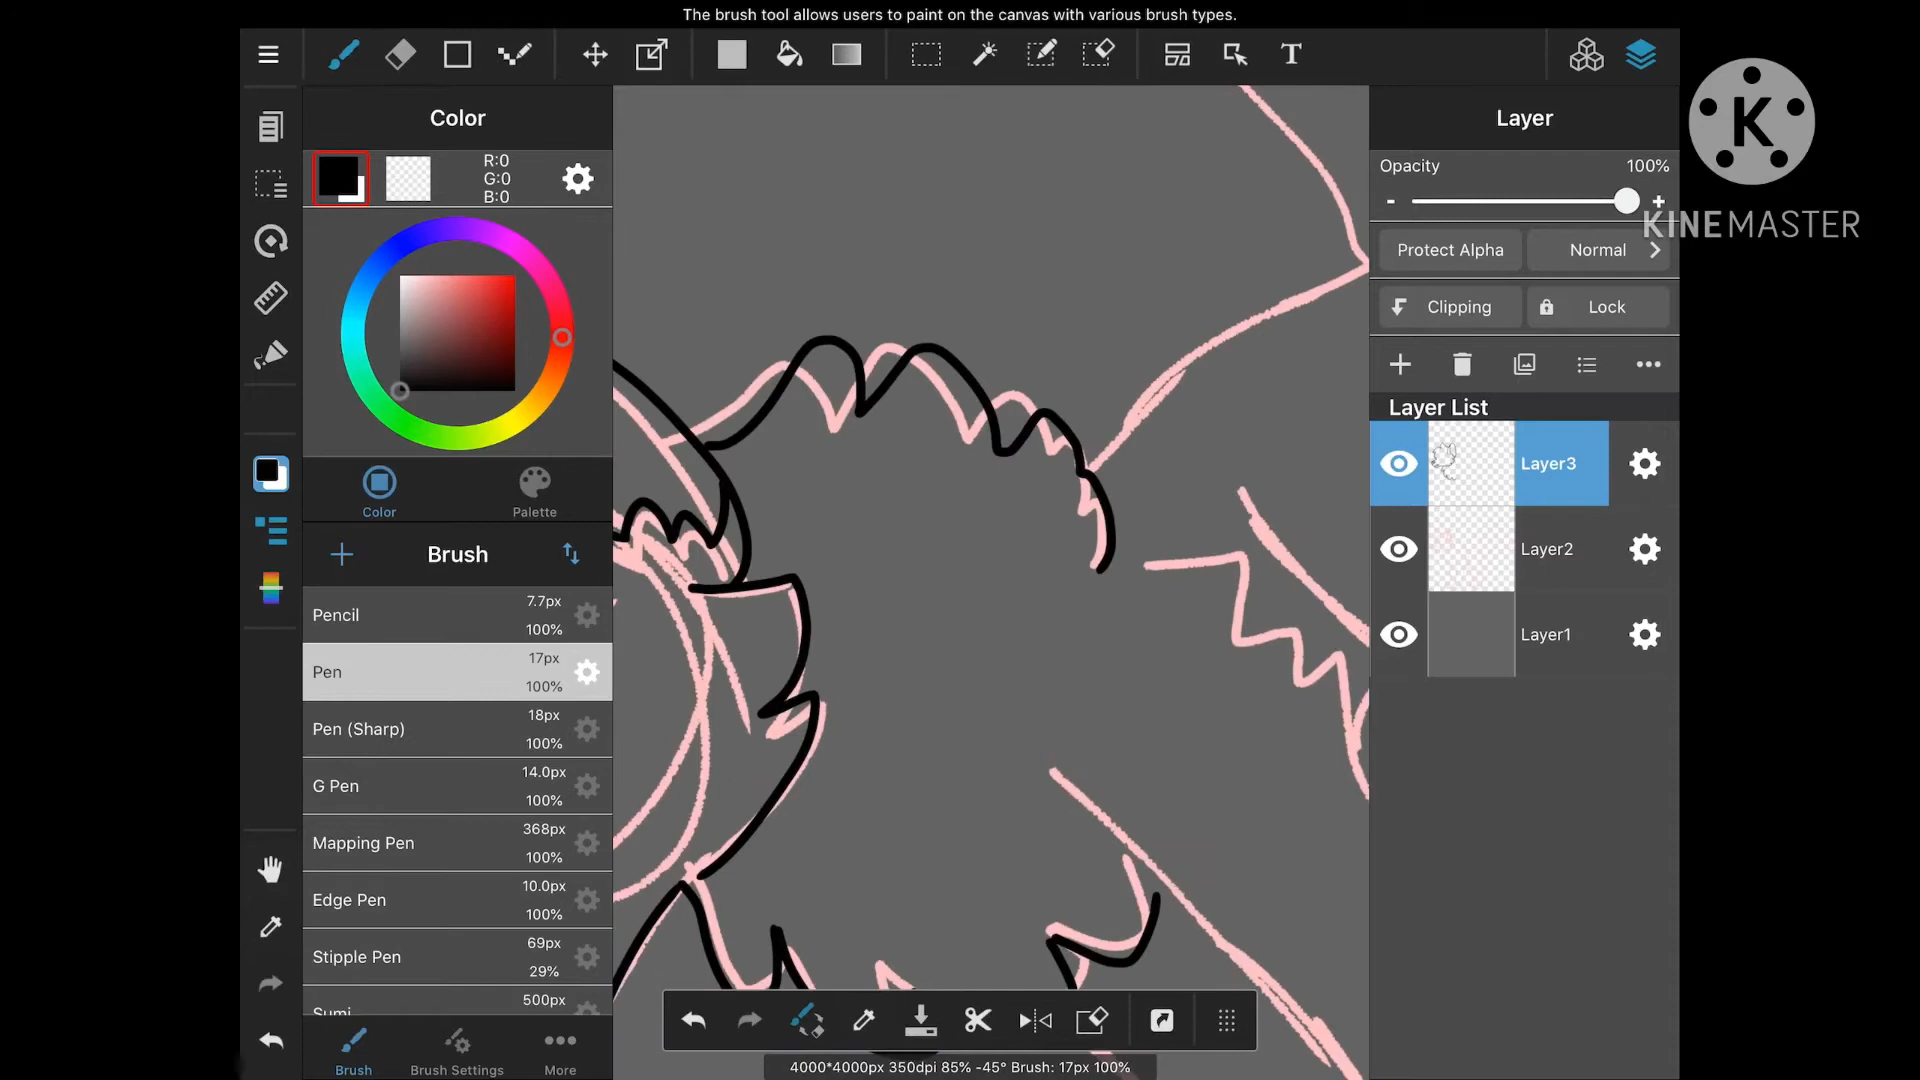 The brush tool allows users to paint on the canvas with various brush types.
T
Color
Layer
K
KINEMASTER
R:0
G:0
B:0
Opacity
100%
-
+
Protect Alpha
Normal
Clipping
Lock
Layer List
Layer3
Layer2
Layer1
Color
Palette
Brush
Pencil
7.7px
100%
Pen
17px
100%
Pen (Sharp)
18px
100%
G Pen
14.0px
100%
Mapping Pen
368px
100%
Edge Pen
10.0px
100%
Stipple Pen
69px
29%
Sumi
500px
Brush
Brush Settings
More
4000*4000px 350dpi 85% -45° Brush: 17px 100%